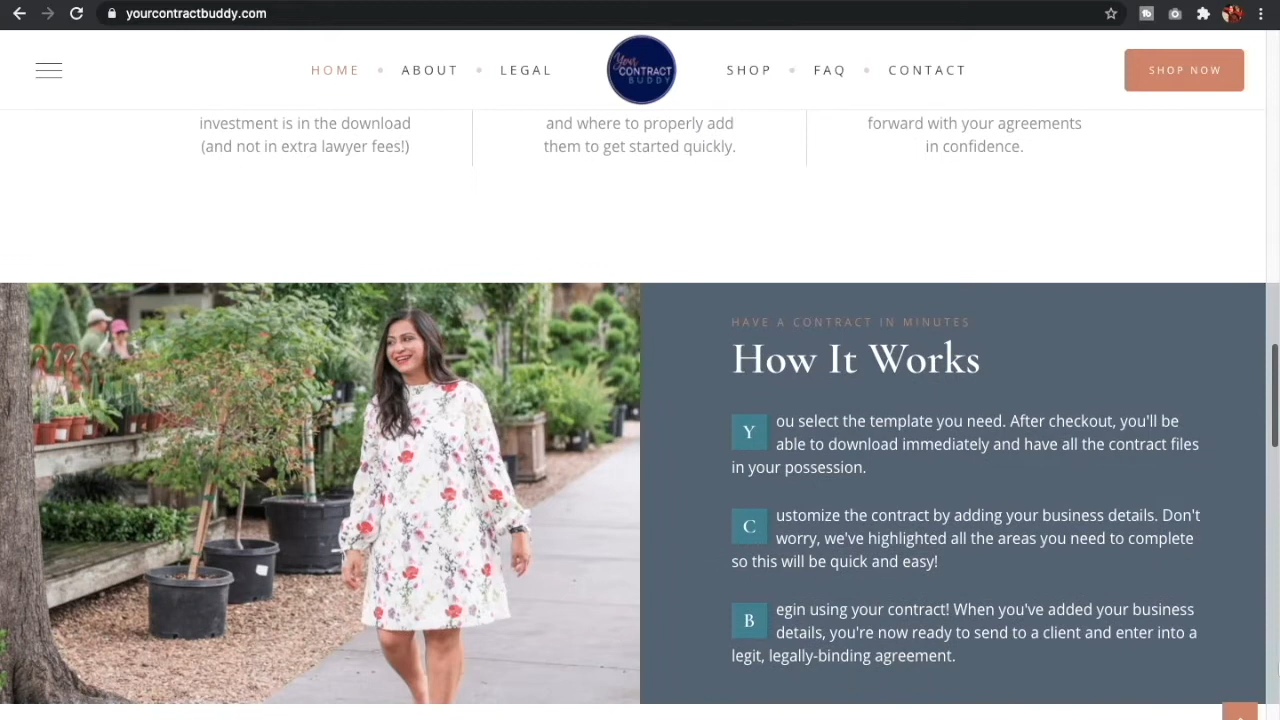 yourcontractbuddy.com
HOME
ABOUT
LEGAL
Your
CONTRACT
BUDDY
SHOP
FAQ
CONTACT
SHOP NOW
investment is in the download
(and not in extra lawyer fees!)
and where to properly add
them to get started quickly.
forward with your agreements
in confidence.
HAVE A CONTRACT IN MINUTES
How It Works
You select the template you need. After checkout, you'll be
able to download immediately and have all the contract files
in your possession.
Customize the contract by adding your business details. Don't
worry, we've highlighted all the areas you need to complete
so this will be quick and easy!
Begin using your contract! When you've added your business
details, you're now ready to send to a client and enter into a
legit, legally-binding agreement.